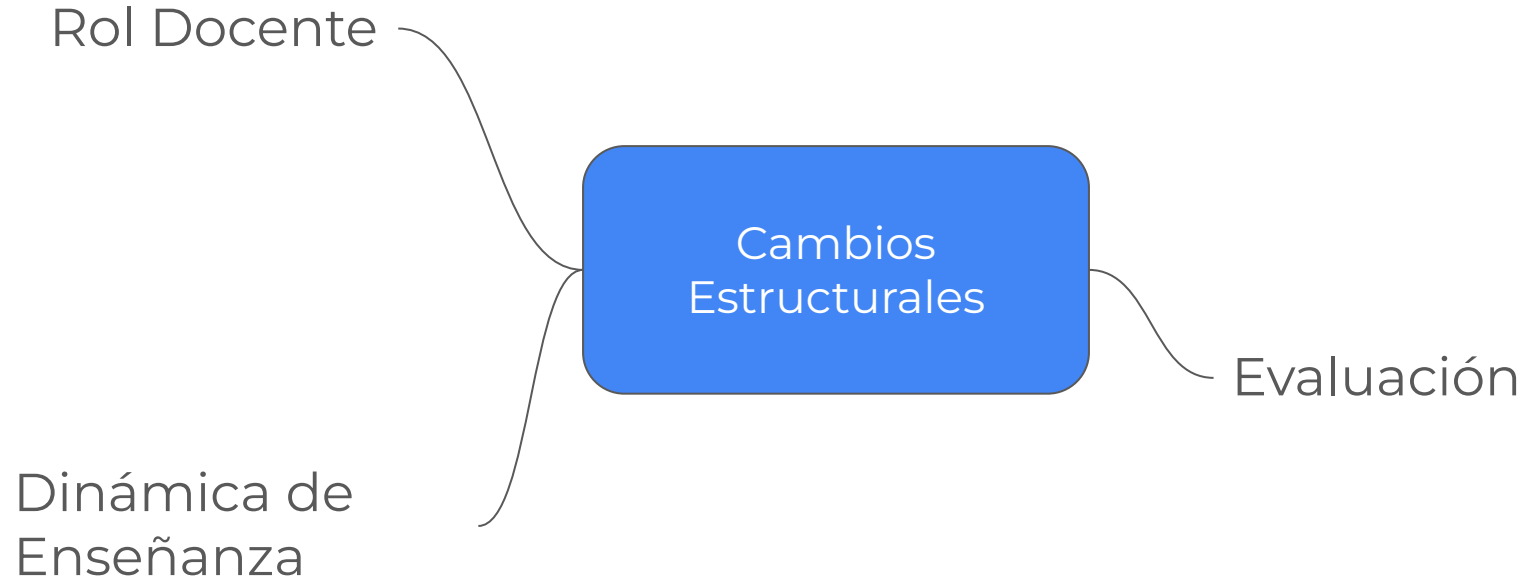 Rol Docente
Cambios
Estructurales
Evaluación
Dinámica de
Enseñanza